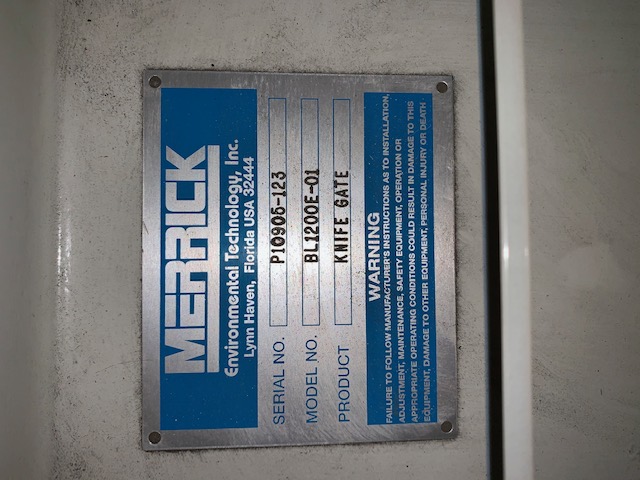 MERRICK
Environmental Technology, Inc.
Lynn Haven, Florida USA 32444
SERIAL NO. P10905-123
MODEL NO. BL1200E-01
PRODUCT KNIFE GATE
WARNING
FAILURE TO FOLLOW MANUFACTURER'S INSTRUCTIONS AS TO INSTALLATION,
ADJUSTMENT, MAINTENANCE, SAFETY EQUIPMENT, OPERATION OR
APPROPRIATE OPERATING CONDITIONS COULD RESULT IN DAMAGE TO THIS
EQUIPMENT, DAMAGE TO OTHER EQUIPMENT, PERSONAL INJURY OR DEATH